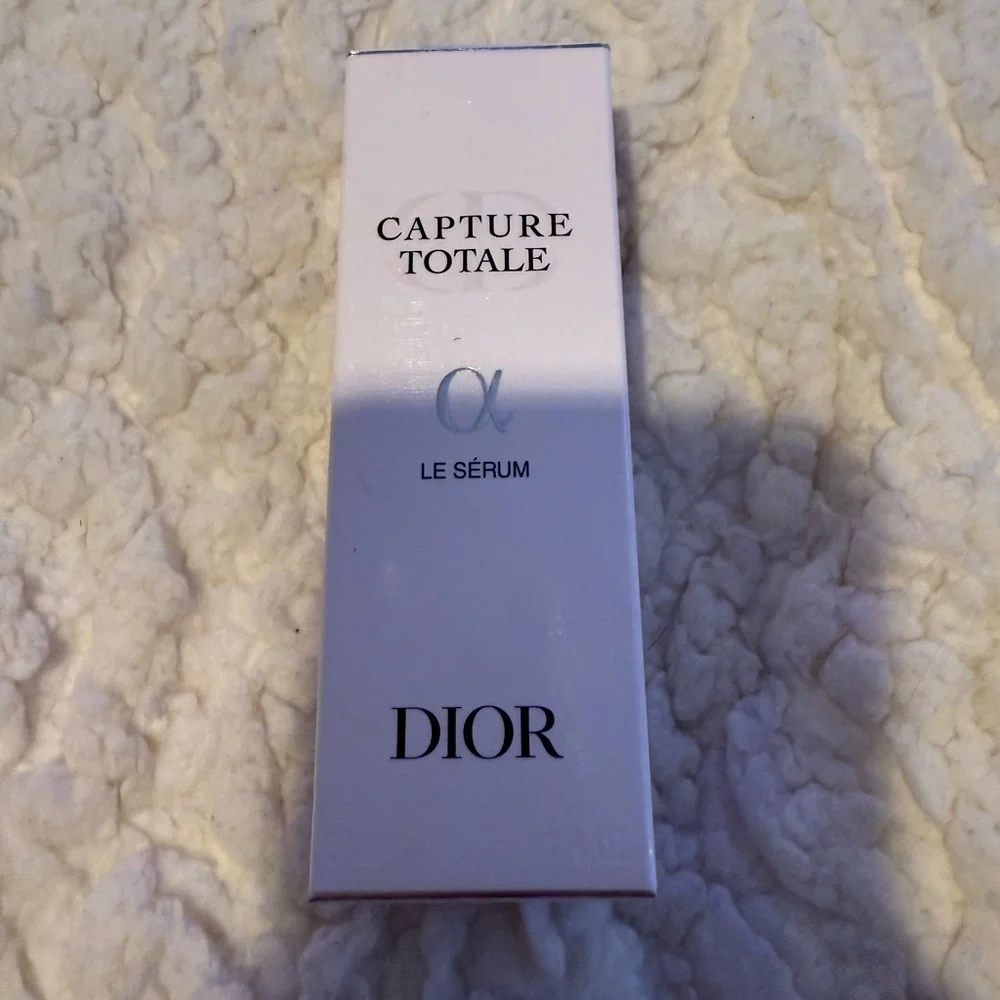 CAPTURE
TOTALE
α
LE SÉRUM
DIOR